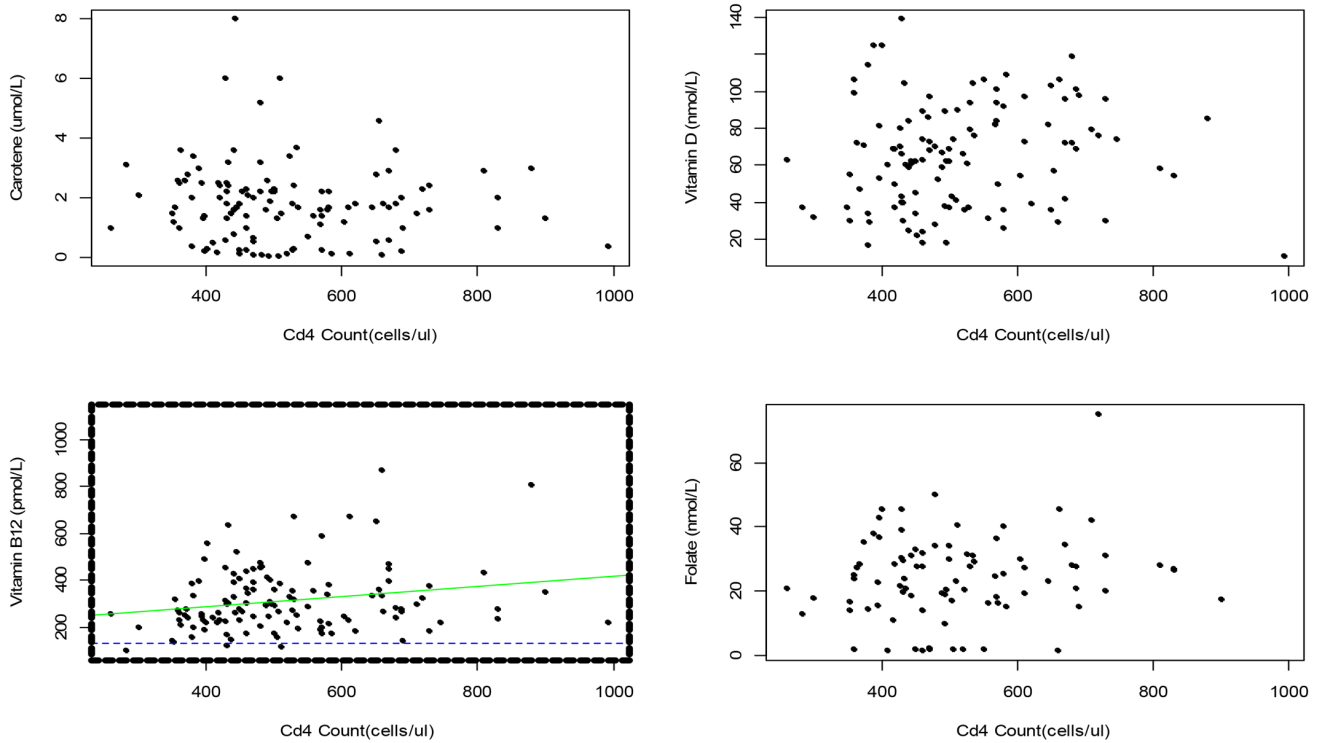 8
6
4
2
0
Carotene (umol/L)
400 600 800 1000
Cd4 Count(cells/ul)
140
100
80
60
40
20
Vitamin D (nmol/L)
400 600 800 1000
Cd4 Count(cells/ul)
1000
800
600
400
200
Vitamin B12 (pmol/L)
400 600 800 1000
Cd4 Count(cells/ul)
60
40
20
0
Folate (nmol/L)
400 600 800 1000
Cd4 Count(cells/ul)